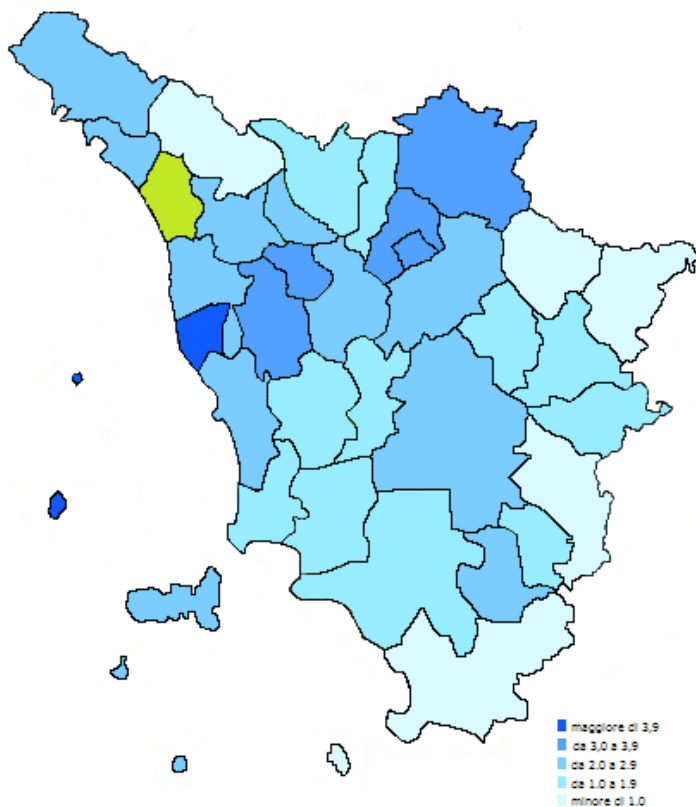 maggiore di 3,9
da 3,0 a 3,9
da 2.0 a 2.9
da 1.0 a 1.9
minore di 1.0